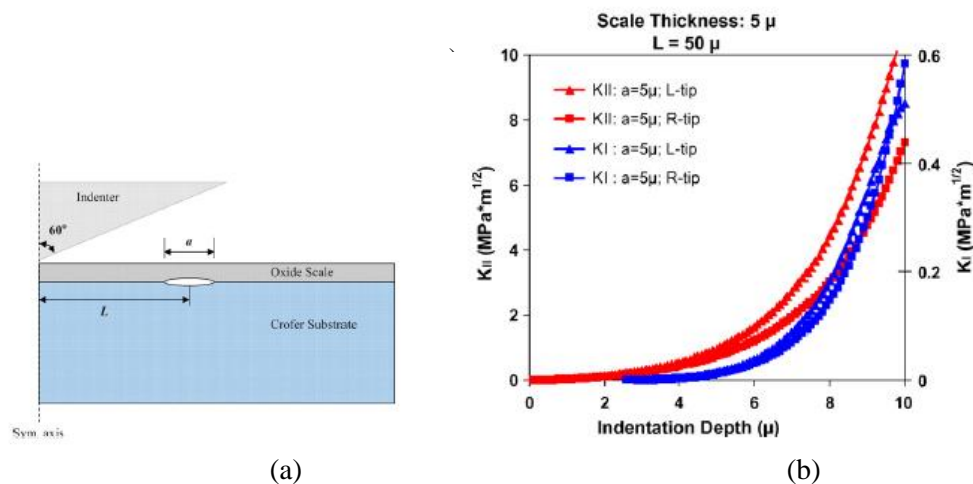 Indenter
60°
a
Oxide Scale
L
Crofer Substrate
Sym axis
(a)
`
Scale Thickness: 5 µ
L = 50 µ
KII: a=5µ; L-tip
KII: a=5µ; R-tip
KI : a=5µ; L-tip
KI : a=5µ; R-tip
KII (MPa*m1/2)
10
8
6
4
2
0
KI (MPa*m1/2)
0.6
0.4
0.2
0
0 2 4 6 8 10
Indentation Depth (µ)
(b)